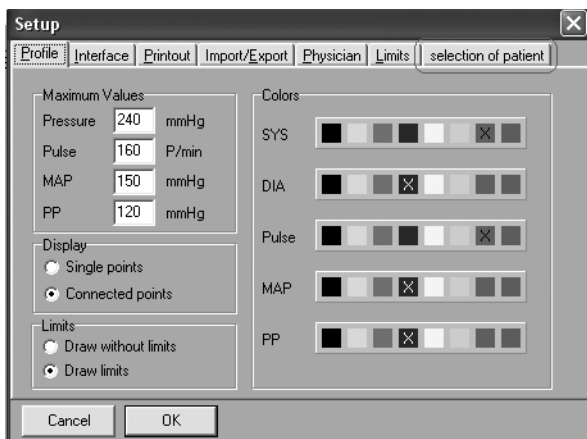 Setup
Profile Interface Printout Import/Export Physician Limits selection of patient
Maximum Values
Pressure 240 mmHg
Pulse 160 P/min
MAP 150 mmHg
PP 120 mmHg
Display
Single points
Connected points
Limits
Draw without limits
Draw limits
Colors
SYS
DIA
Pulse
MAP
PP
Cancel OK